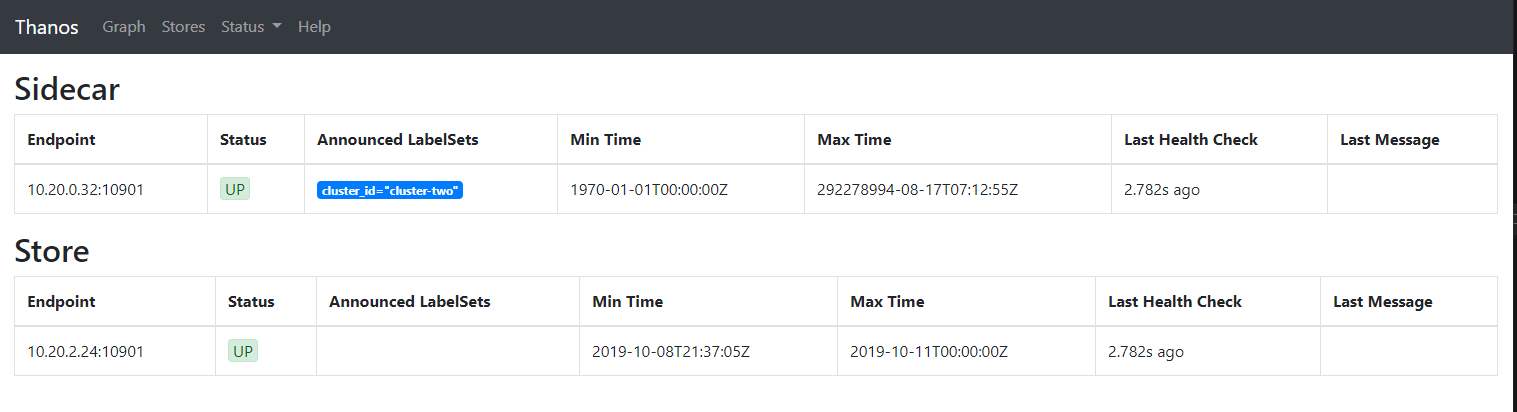 Thanos Graph Stores Status Help
Sidecar
Endpoint Status Announced LabelSets Min Time Max Time Last Health Check Last Message
10.20.0.32:10901 UP cluster_id="cluster-two" 1970-01-01T00:00:00Z 292278994-08-17T07:12:55Z 2.782s ago
Store
Endpoint Status Announced LabelSets Min Time Max Time Last Health Check Last Message
10.20.2.24:10901 UP 2019-10-08T21:37:05Z 2019-10-11T00:00:00Z 2.782s ago